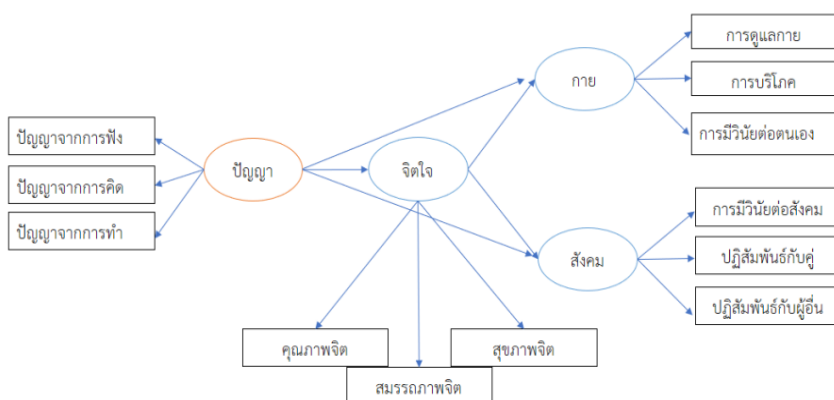 การดูแลกาย
กาย
การบริโภค
ปัญญาจากการฟัง
การมีวินัยต่อตนเอง
ปัญญา
จิตใจ
ปัญญาจากการคิด
การมีวินัยต่อสังคม
ปัญญาจากการทำ
สังคม
ปฏิสัมพันธ์กับคู่
ปฏิสัมพันธ์กับผู้อื่น
คุณภาพจิต
สุขภาพจิต
สมรรถภาพจิต